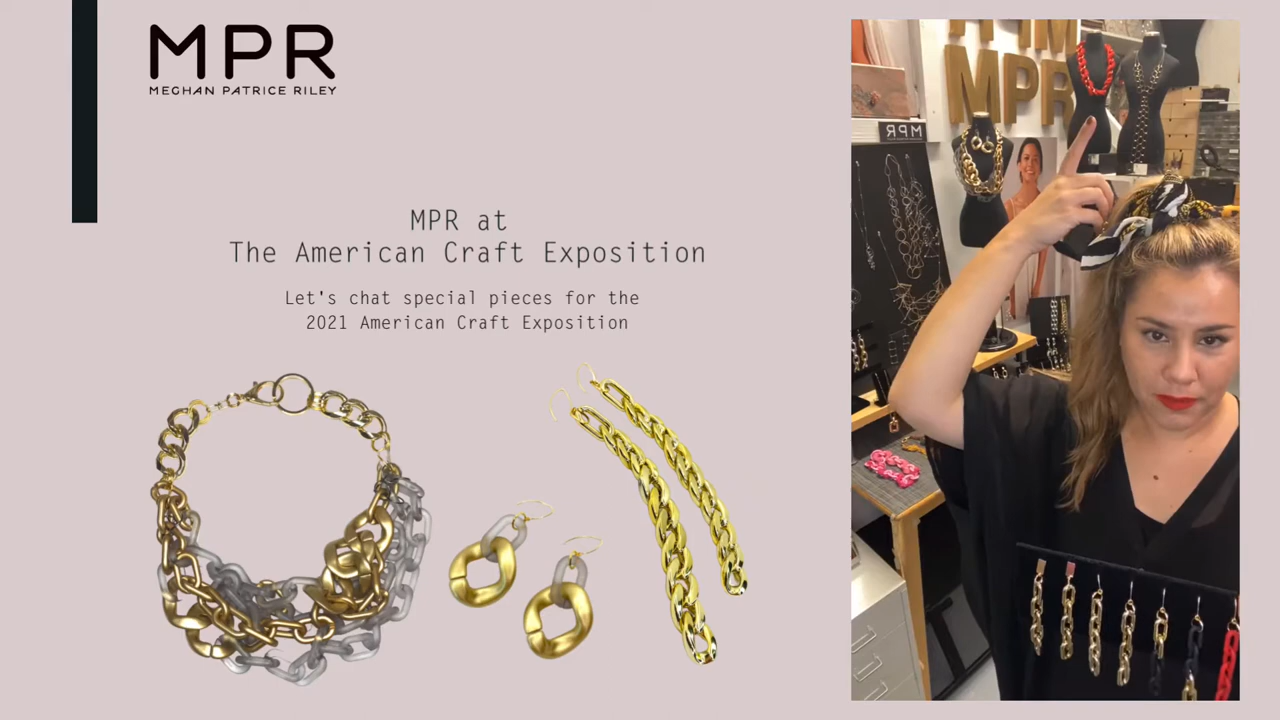 MPR
MEGHAN PATRICE RILEY
MPR at
The American Craft Exposition
Let's chat special pieces for the
2021 American Craft Exposition
MPR
MPR